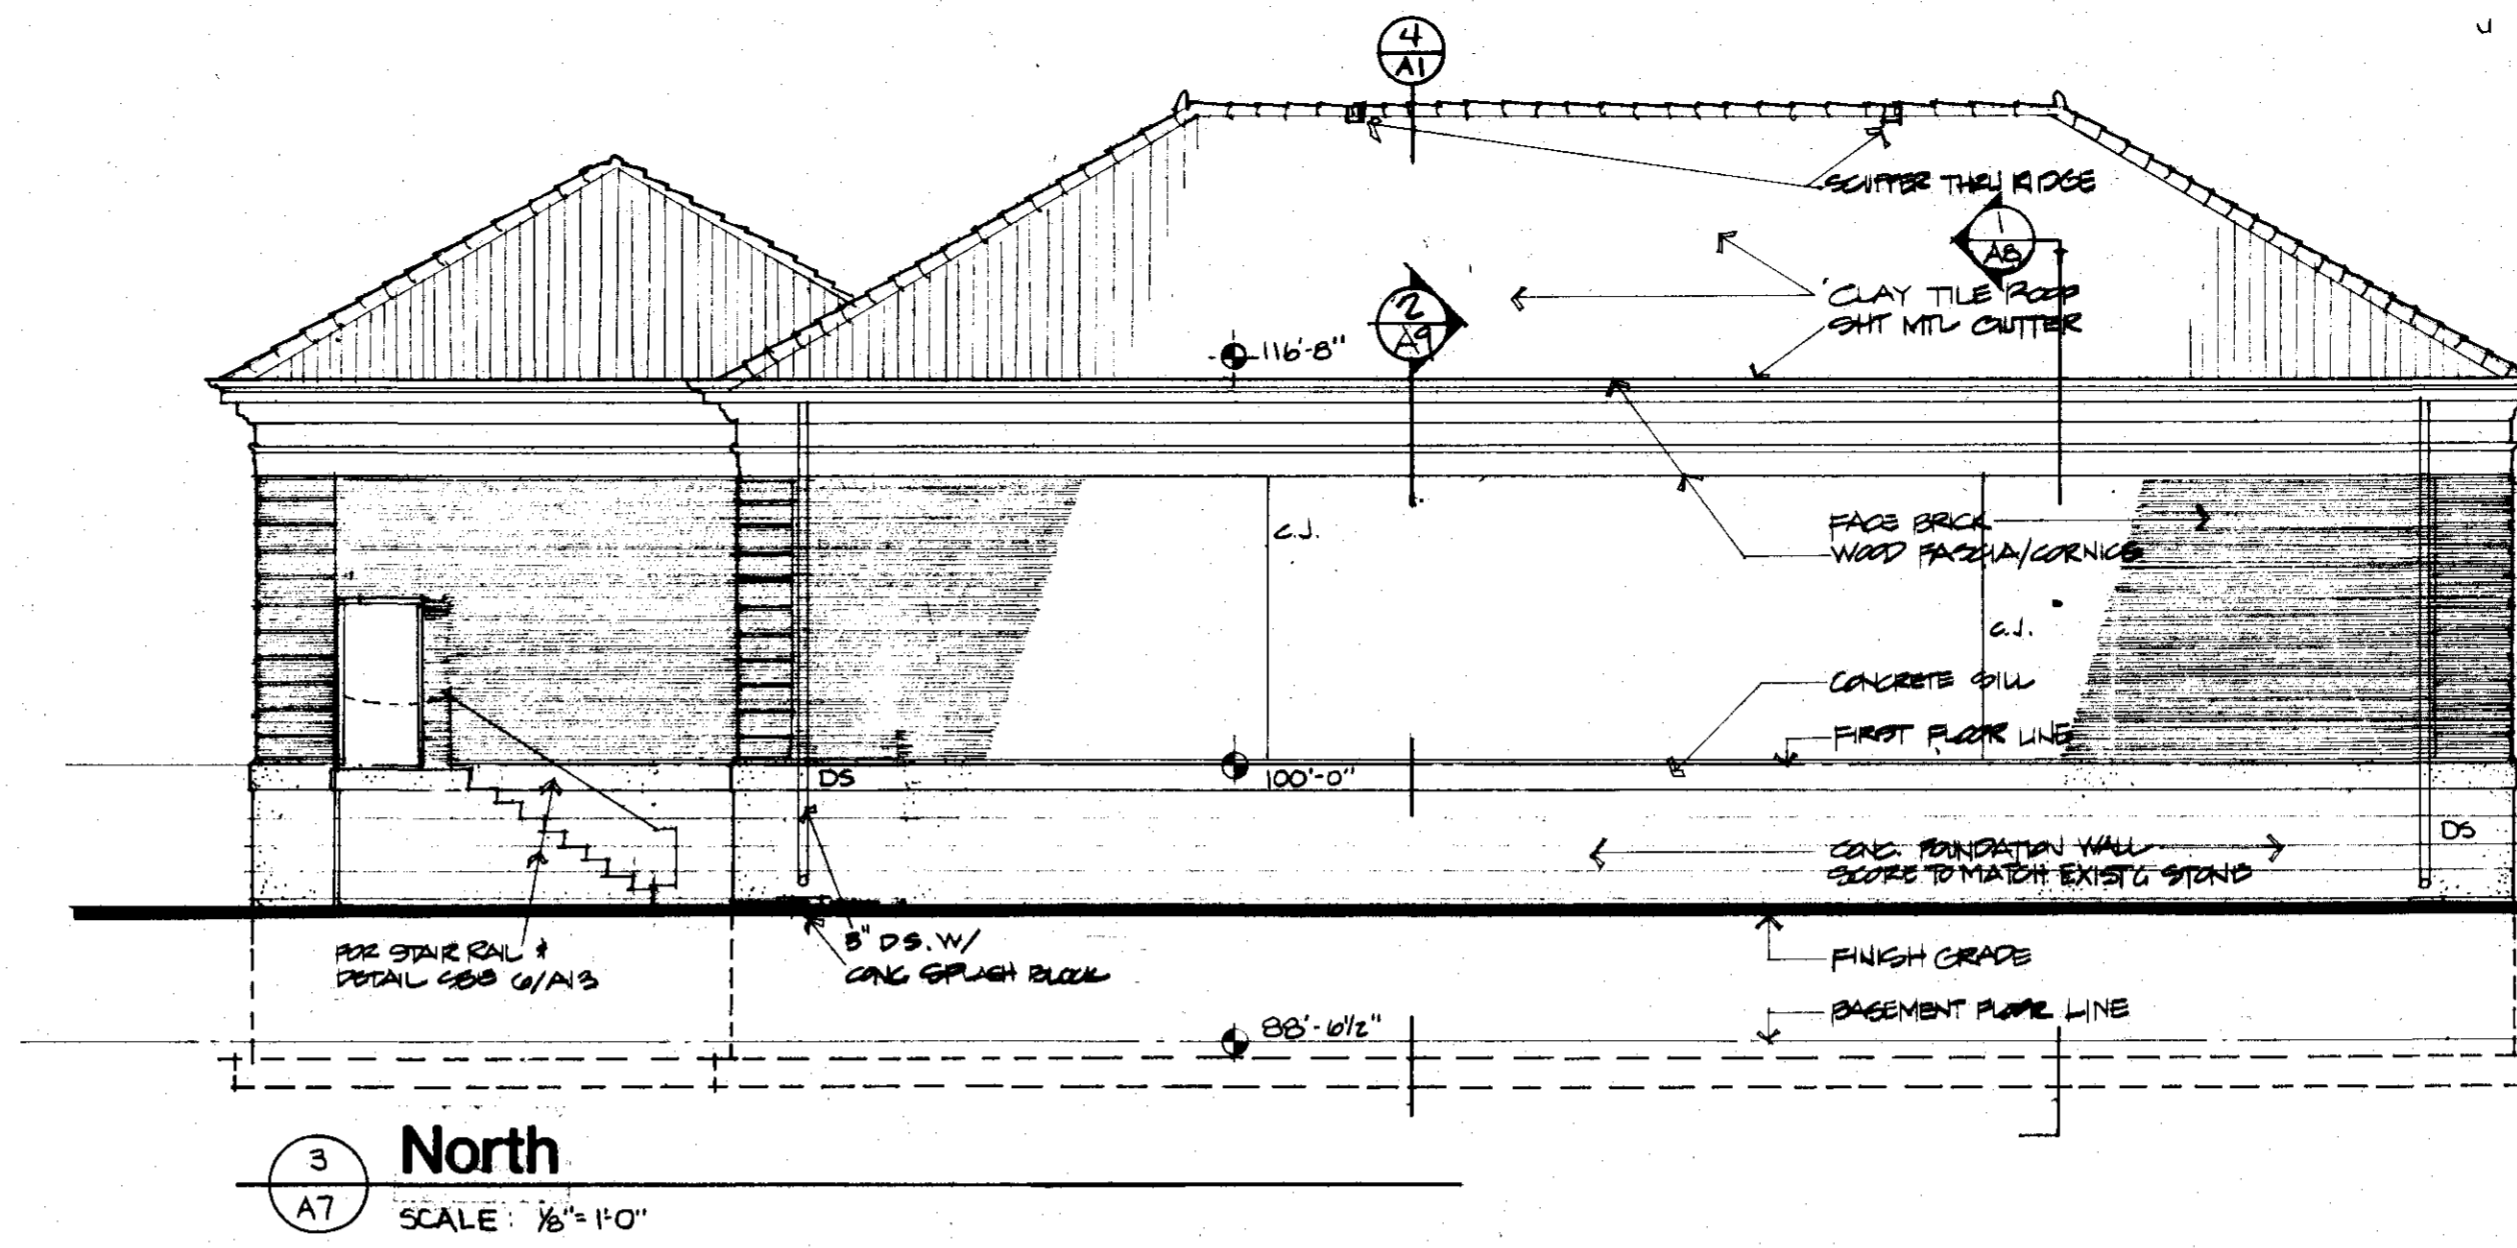 4
A1
SCUPPER THRU RIDGE
1
A8
CLAY TILE ROOF
SHT MTL GUTTER
2
A9
116'-8"
C.J.
FACE BRICK
WOOD FASCIA/CORNICE
C.J.
CONCRETE SILL
FIRST FLOOR LINE
DS
100'-0"
DS
CONC. FOUNDATION WALL
SCORE TO MATCH EXIST'G STONE
FOR STAIR RAIL &
DETAIL SEE 6/A13
3" DS. W/
CONC SPLASH BLOCK
FINISH GRADE
BASEMENT FLOOR LINE
88'-6½"
3
A7
North
SCALE: ⅛"=1'-0"